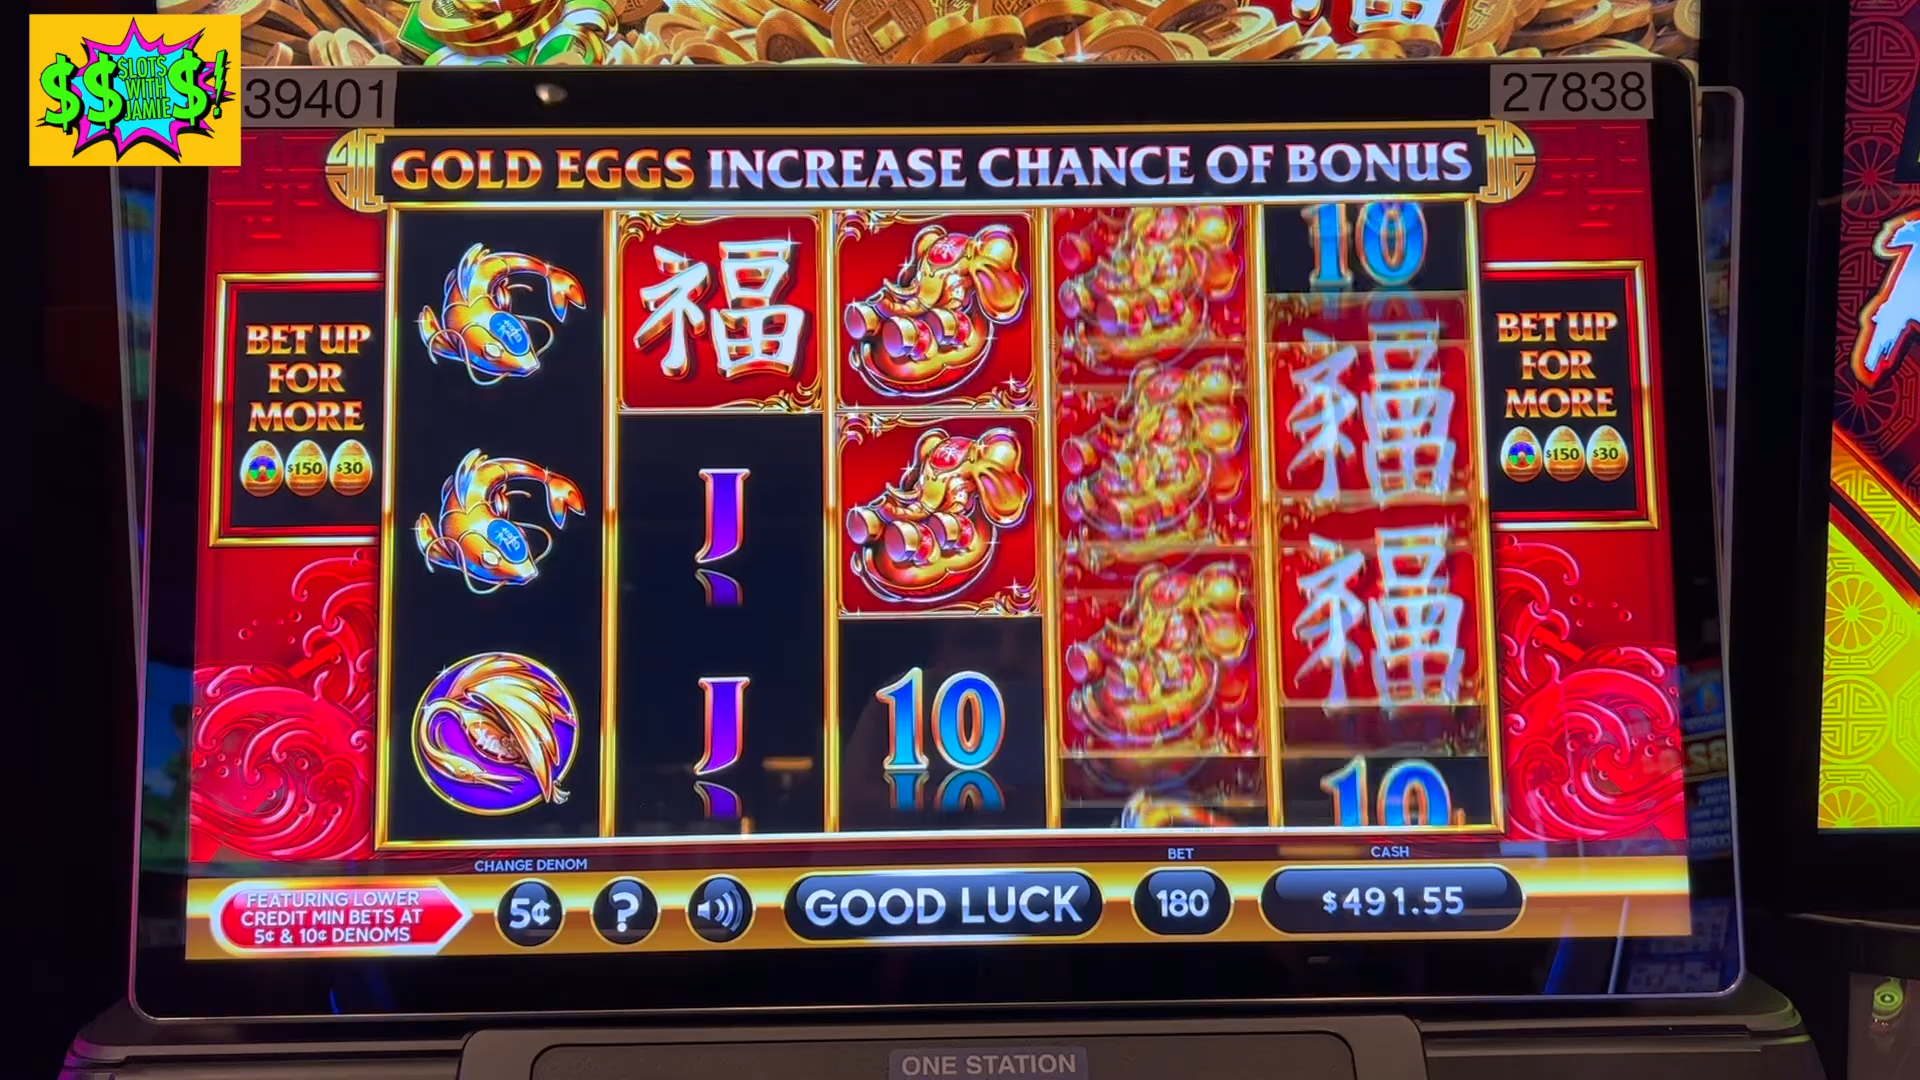 $$$!
SLOTS
WITH
JAMIE
39401
27838
GOLD EGGS INCREASE CHANCE OF BONUS
BET UP
FOR
MORE
$150 $30
BET UP
FOR
MORE
$150 $30
福
10
福
福
J
J
10
10
CHANGE DENOM
BET
CASH
FEATURING LOWER
CREDIT MIN BETS AT
5¢ & 10¢ DENOMS
5¢
?
GOOD LUCK
180
$491.55
ONE STATION